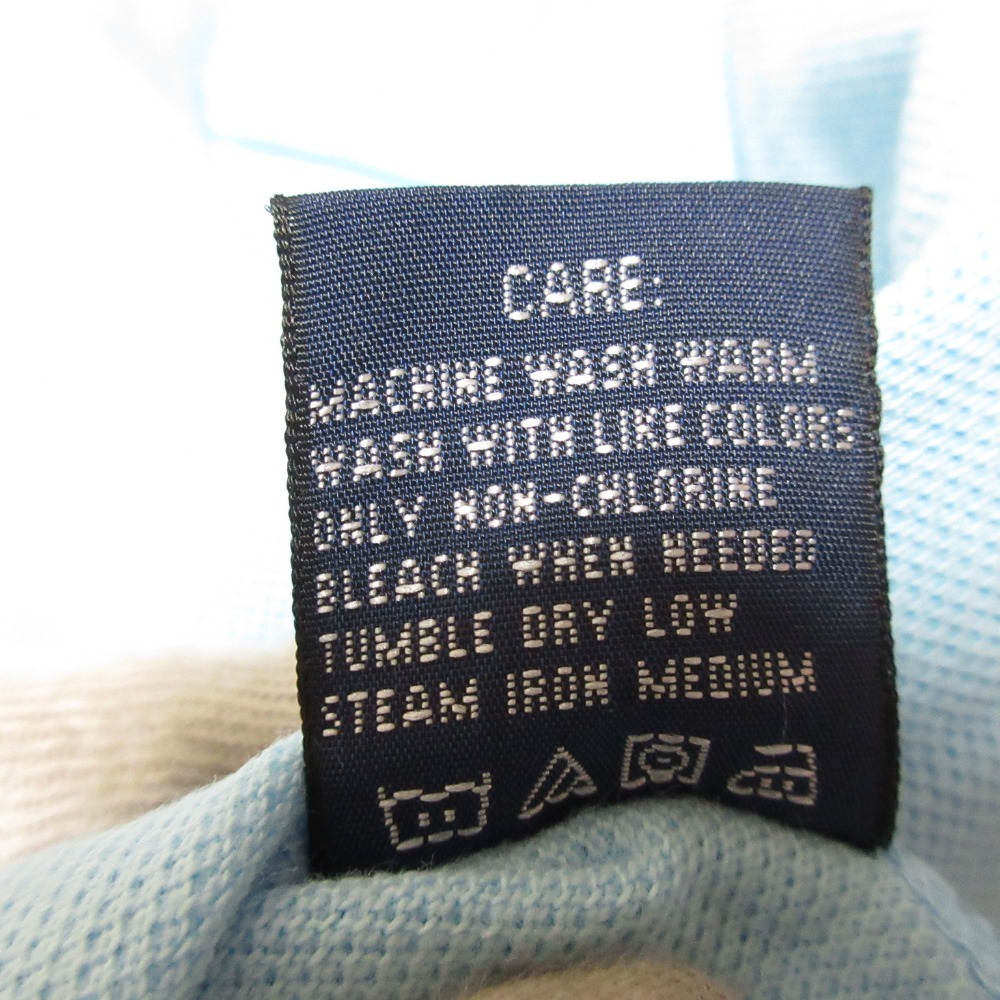 CARE:
MACHINE WASH WARM
WASH WITH LIKE COLORS
ONLY NON-CHLORINE
BLEACH WHEN NEEDED
TUMBLE DRY LOW
STEAM IRON MEDIUM